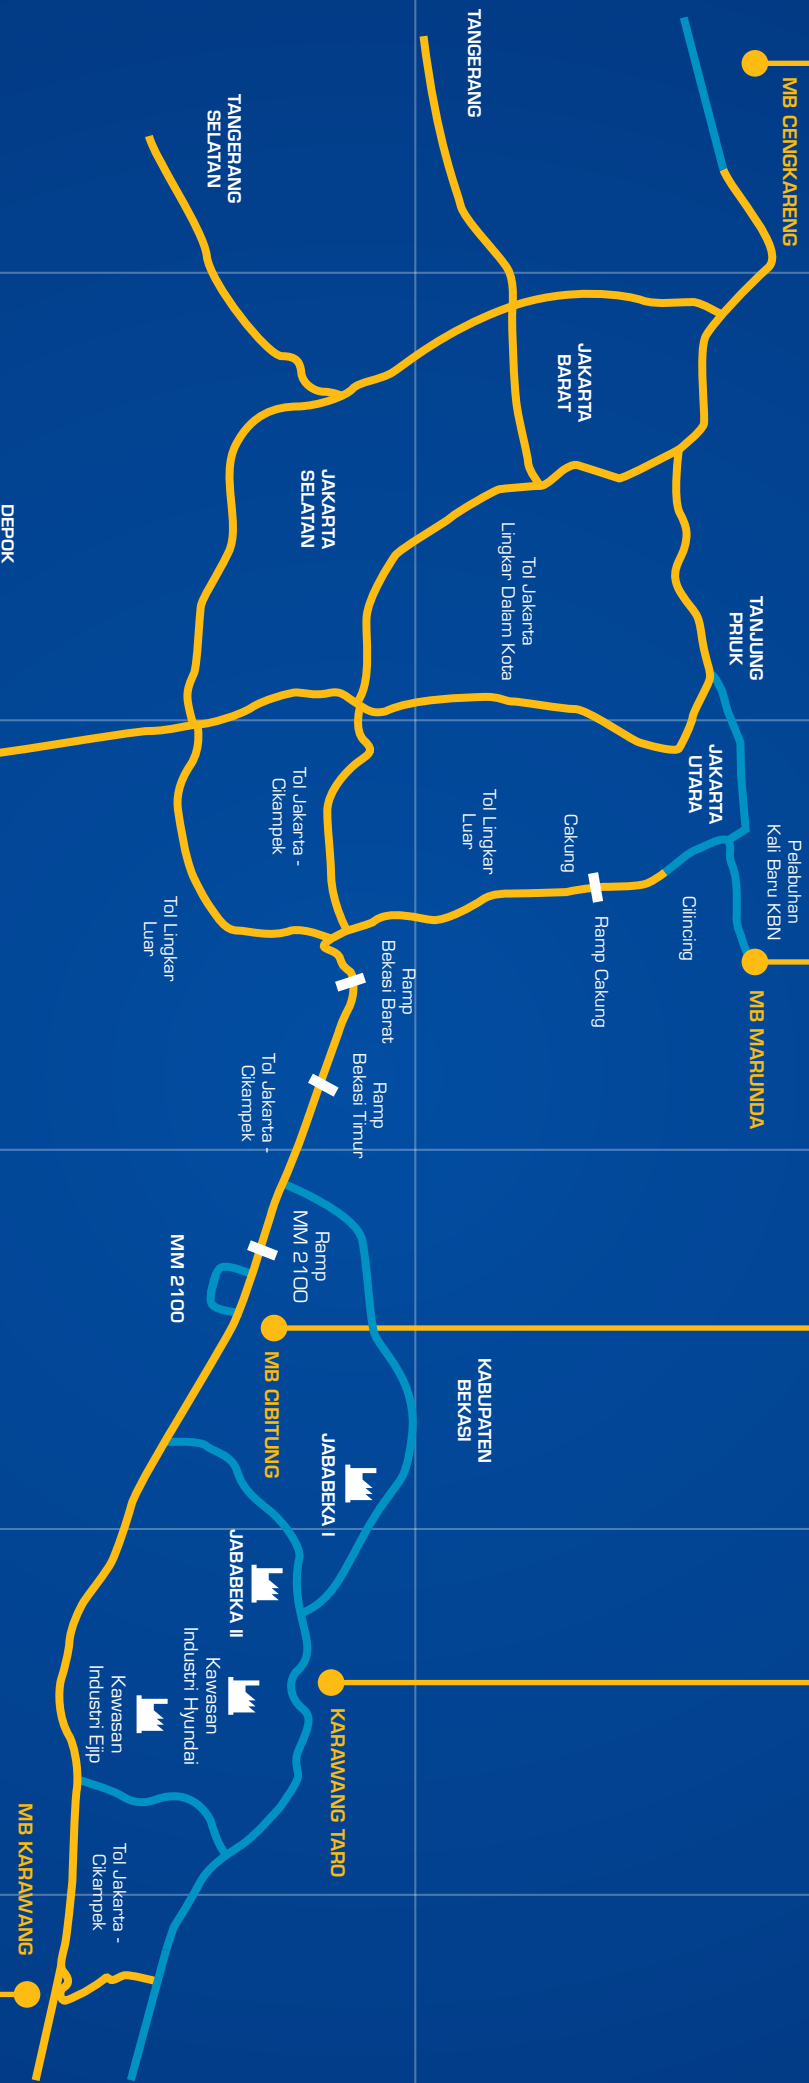 MB CENGKARENG
TANGERANG
TANGERANG
SELATAN
JAKARTA
BARAT
JAKARTA
SELATAN
DEPOK
Tol Jakarta
Lingkar Dalam Kota
TANJUNG
PRIUK
JAKARTA
UTARA
Pelabuhan
Kali Baru KBN
Tol Jakarta -
Cikampek
Tol Lingkar
Luar
Cakung
Cilincing
Ramp Cakung
Tol Lingkar
Luar
Ramp
Bekasi Barat
MB MARUNDA
Ramp
Bekasi Timur
Tol Jakarta -
Cikampek
Ramp
MM 2100
MM 2100
MB CIBITUNG
KABUPATEN
BEKASI
JABABEKA I
JABABEKA II
Kawasan
Industri Hyundai
Kawasan
Industri Ejip
KARAWANG TARO
Tol Jakarta -
Cikampek
MB KARAWANG